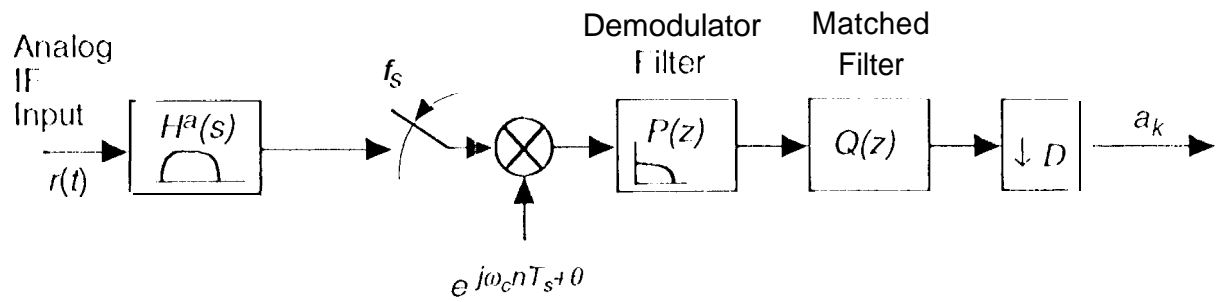 Analog
IF
Input
r(t)
H^a(s)
f_s
e^{jω_c nT_s+θ}
Demodulator
Filter
P(z)
Matched
Filter
Q(z)
↓ D
a_k